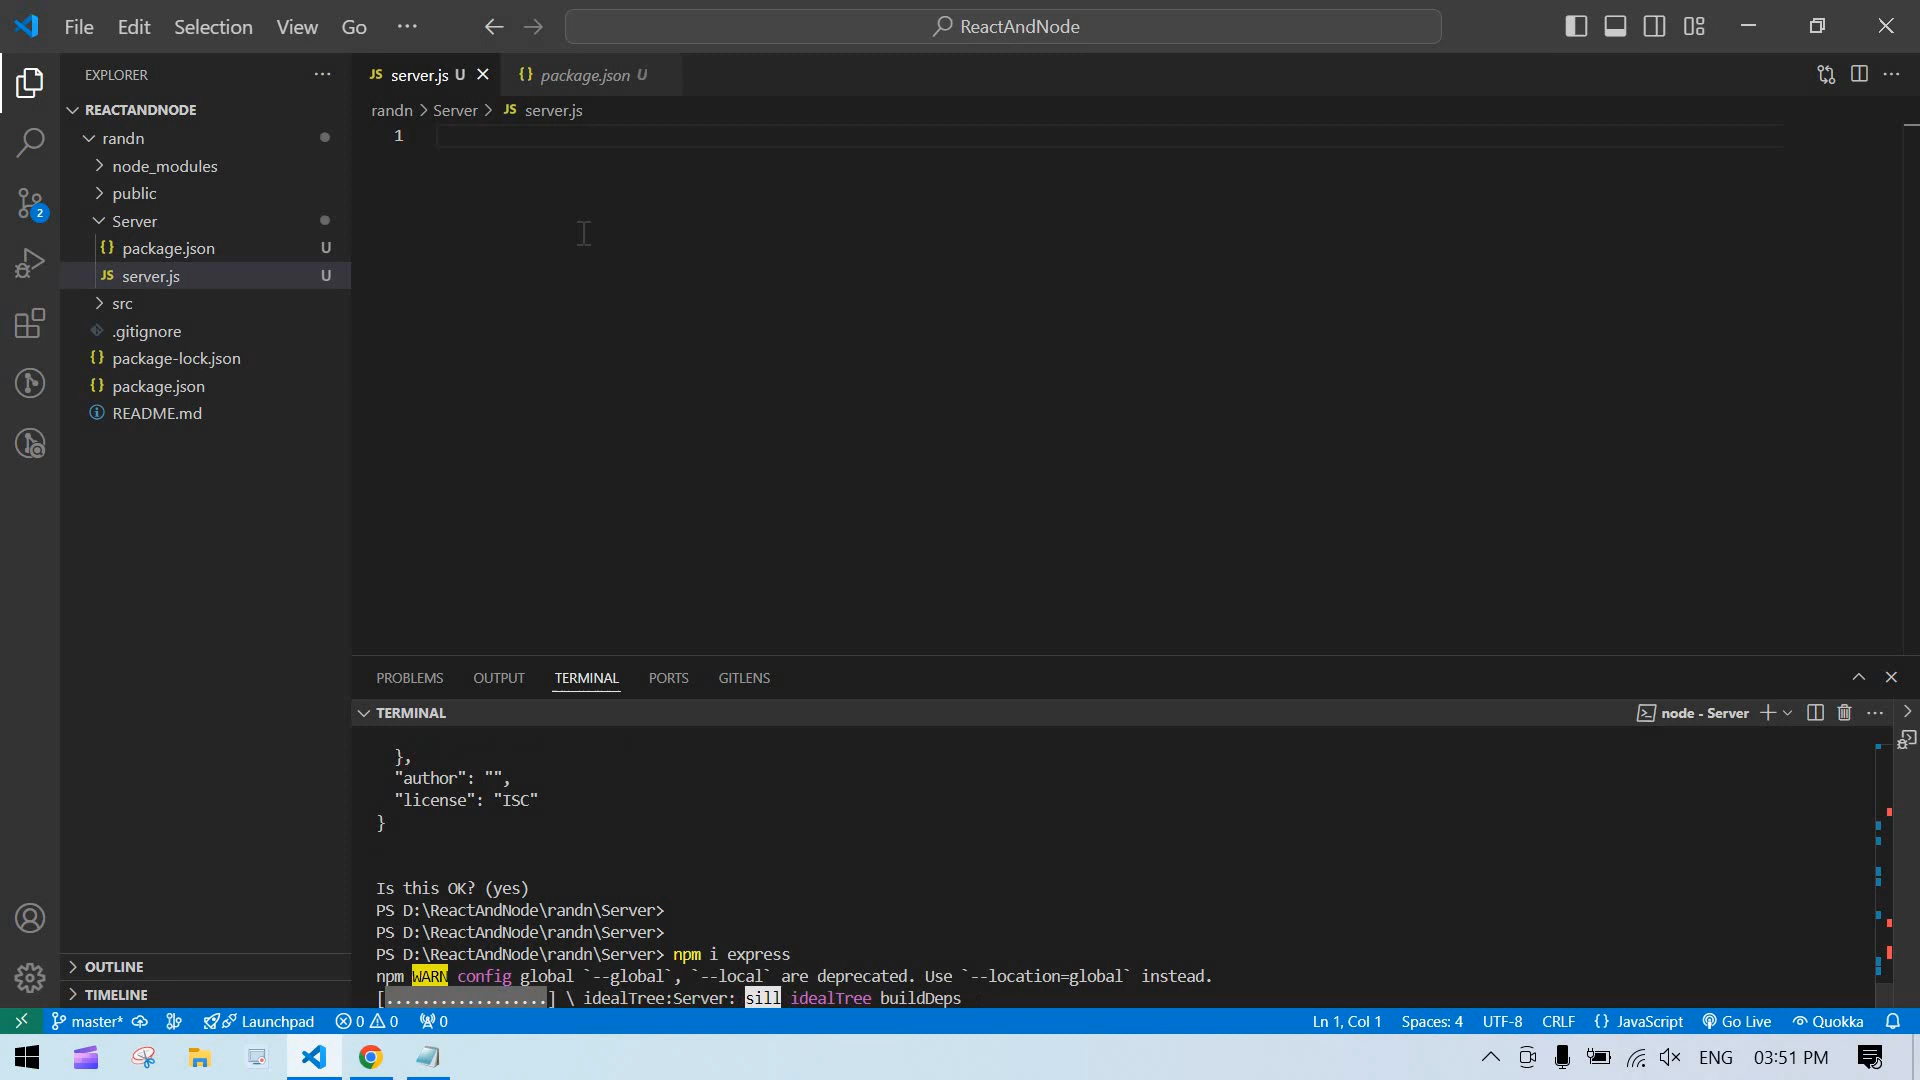 File Edit Selection View Go ···
ReactAndNode
EXPLORER ···
REACTANDNODE
randn
node_modules
public
Server
{} package.json U
JS server.js U
src
.gitignore
{} package-lock.json
{} package.json
README.md
OUTLINE
TIMELINE
JS server.js U
{} package.json U
randn > Server > JS server.js
1
PROBLEMS OUTPUT TERMINAL PORTS GITLENS
TERMINAL
node - Server
},
"author": "",
"license": "ISC"
}
Is this OK? (yes)
PS D:\ReactAndNode\randn\Server>
PS D:\ReactAndNode\randn\Server>
PS D:\ReactAndNode\randn\Server> npm i express
npm WARN config global `--global`, `--local` are deprecated. Use `--location=global` instead.
[..................] \ idealTree:Server: sill idealTree buildDeps
2
master* Launchpad 0 0 0
Ln 1, Col 1 Spaces: 4 UTF-8 CRLF {} JavaScript Go Live Quokka
ENG 03:51 PM